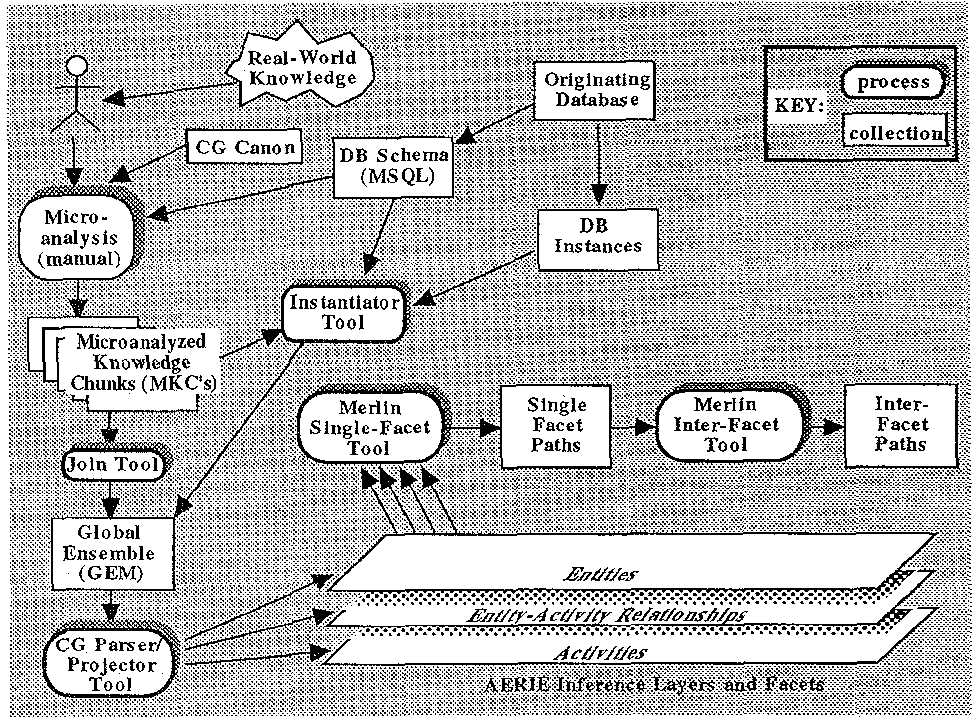 Real-World
Knowledge
Originating
Database
KEY:
process
collection
CG Canon
DB Schema
(MSQL)
Micro-
analysis
(manual)
DB
Instances
Instantiator
Tool
Microanalyzed
Knowledge
Chunks (MKC's)
Merlin
Single-Facet
Tool
Single
Facet
Paths
Merlin
Inter-Facet
Tool
Inter-
Facet
Paths
Join Tool
Global
Ensemble
(GEM)
Entities
Entity-Activity Relationships
Activities
CG Parser/
Projector
Tool
AERIE Inference Layers and Facets